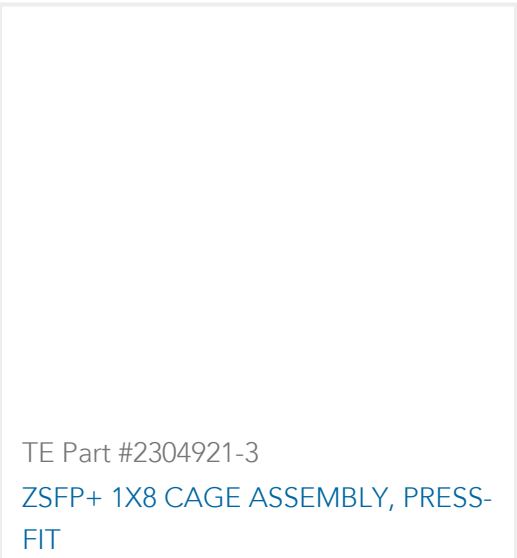 TE Part #2304921-3
ZSFP+ 1X8 CAGE ASSEMBLY, PRESS-
FIT